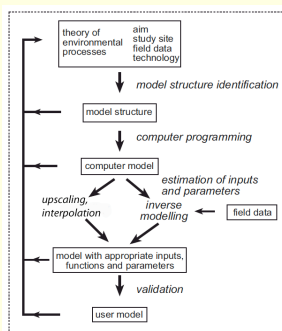 theory of
environmental
processes
aim
study site
field data
technology
model structure identification
model structure
computer programming
computer model
estimation of inputs
and parameters
upscaling,
interpolation
inverse
modelling
field data
model with appropriate inputs,
functions and parameters
validation
user model